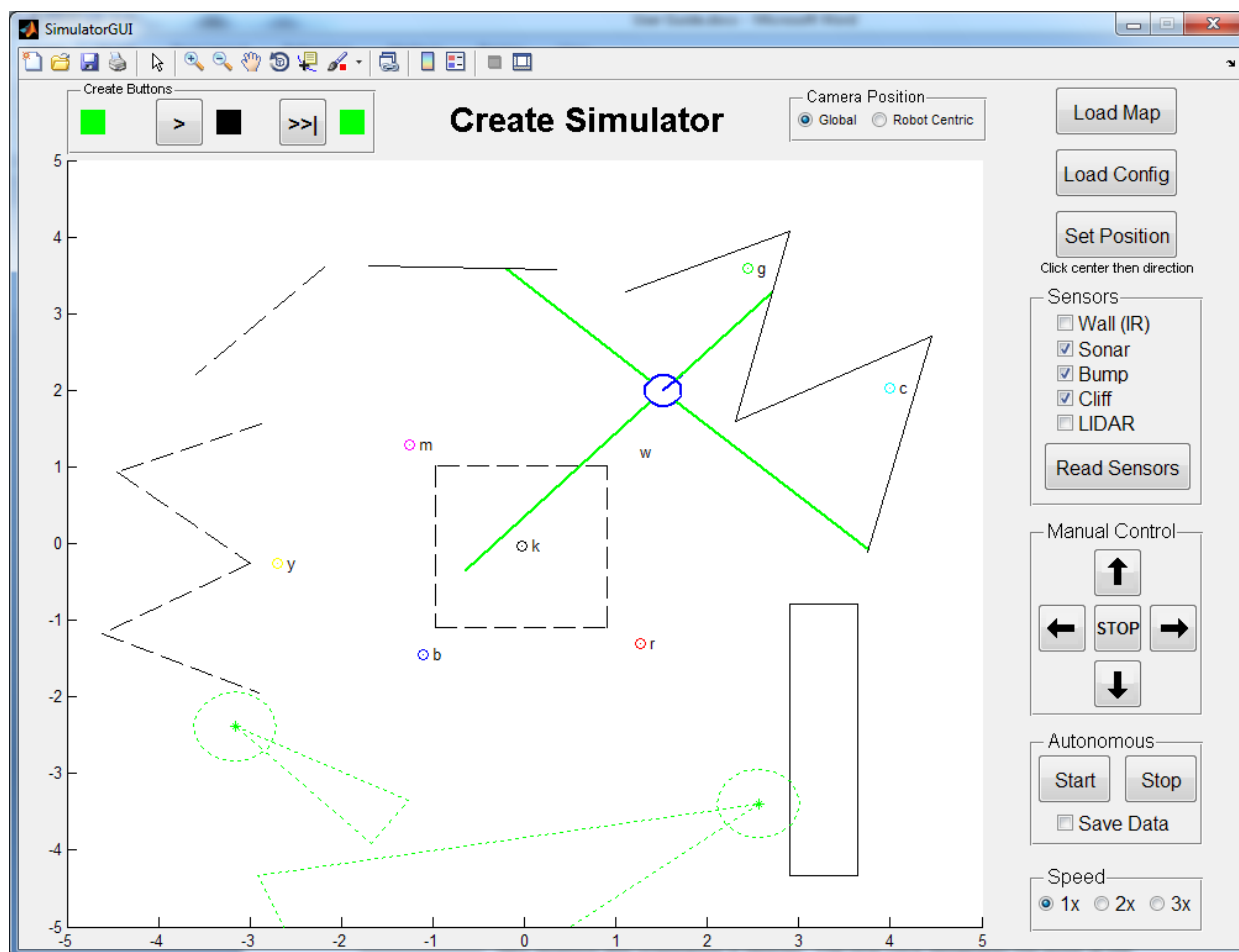 SimulatorGUI
Create Buttons
>
>>|
Create Simulator
Camera Position
Global
Robot Centric
Load Map
Load Config
Set Position
Click center then direction
Sensors
Wall (IR)
Sonar
Bump
Cliff
LIDAR
Read Sensors
Manual Control
STOP
Autonomous
Start
Stop
Save Data
Speed
1x
2x
3x
5
4
3
2
1
0
-1
-2
-3
-4
-5
g
c
m
w
k
y
b
r
-5
-4
-3
-2
-1
0
1
2
3
4
5